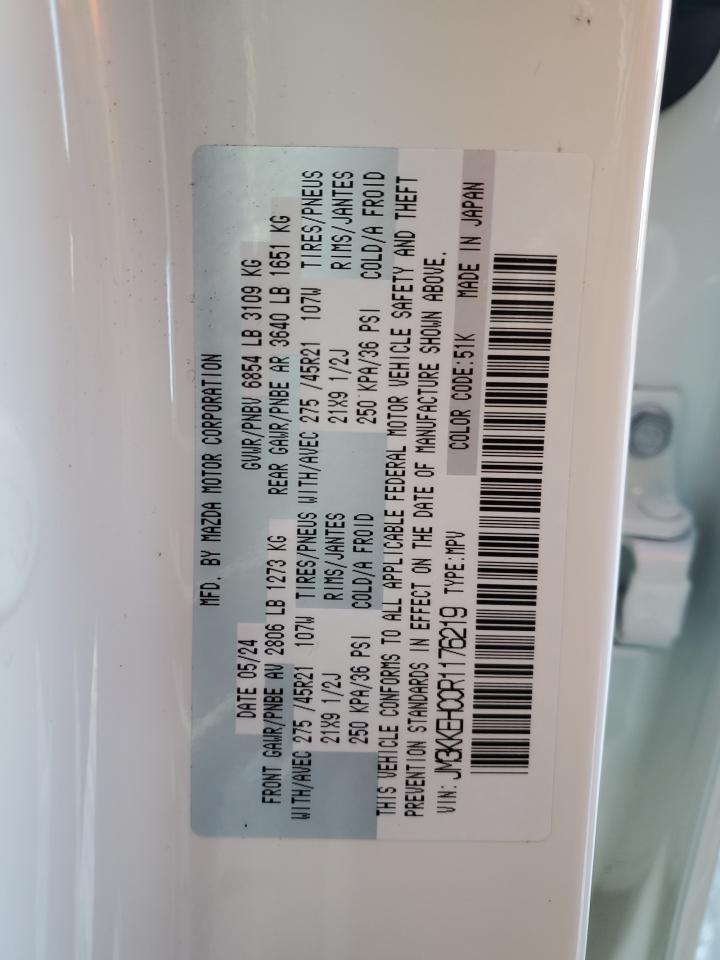 MFD. BY MAZDA MOTOR CORPORATION
DATE 05/24 GVWR/PNBV 6854 LB 3109 KG
FRONT GAWR/PNBE AV 2806 LB 1273 KG REAR GAWR/PNBE AR 3640 LB 1651 KG
WITH/AVEC 275 /45R21 107W TIRES/PNEUS WITH/AVEC 275 /45R21 107W TIRES/PNEUS
21X9 1/2J RIMS/JANTES 21X9 1/2J RIMS/JANTES
250 KPA/36 PSI COLD/A FROID 250 KPA/36 PSI COLD/A FROID
THIS VEHICLE CONFORMS TO ALL APPLICABLE FEDERAL MOTOR VEHICLE SAFETY AND THEFT
PREVENTION STANDARDS IN EFFECT ON THE DATE OF MANUFACTURE SHOWN ABOVE.
VIN: JM3KKEHC0R1176219 TYPE:MPV COLOR CODE:51K MADE IN JAPAN